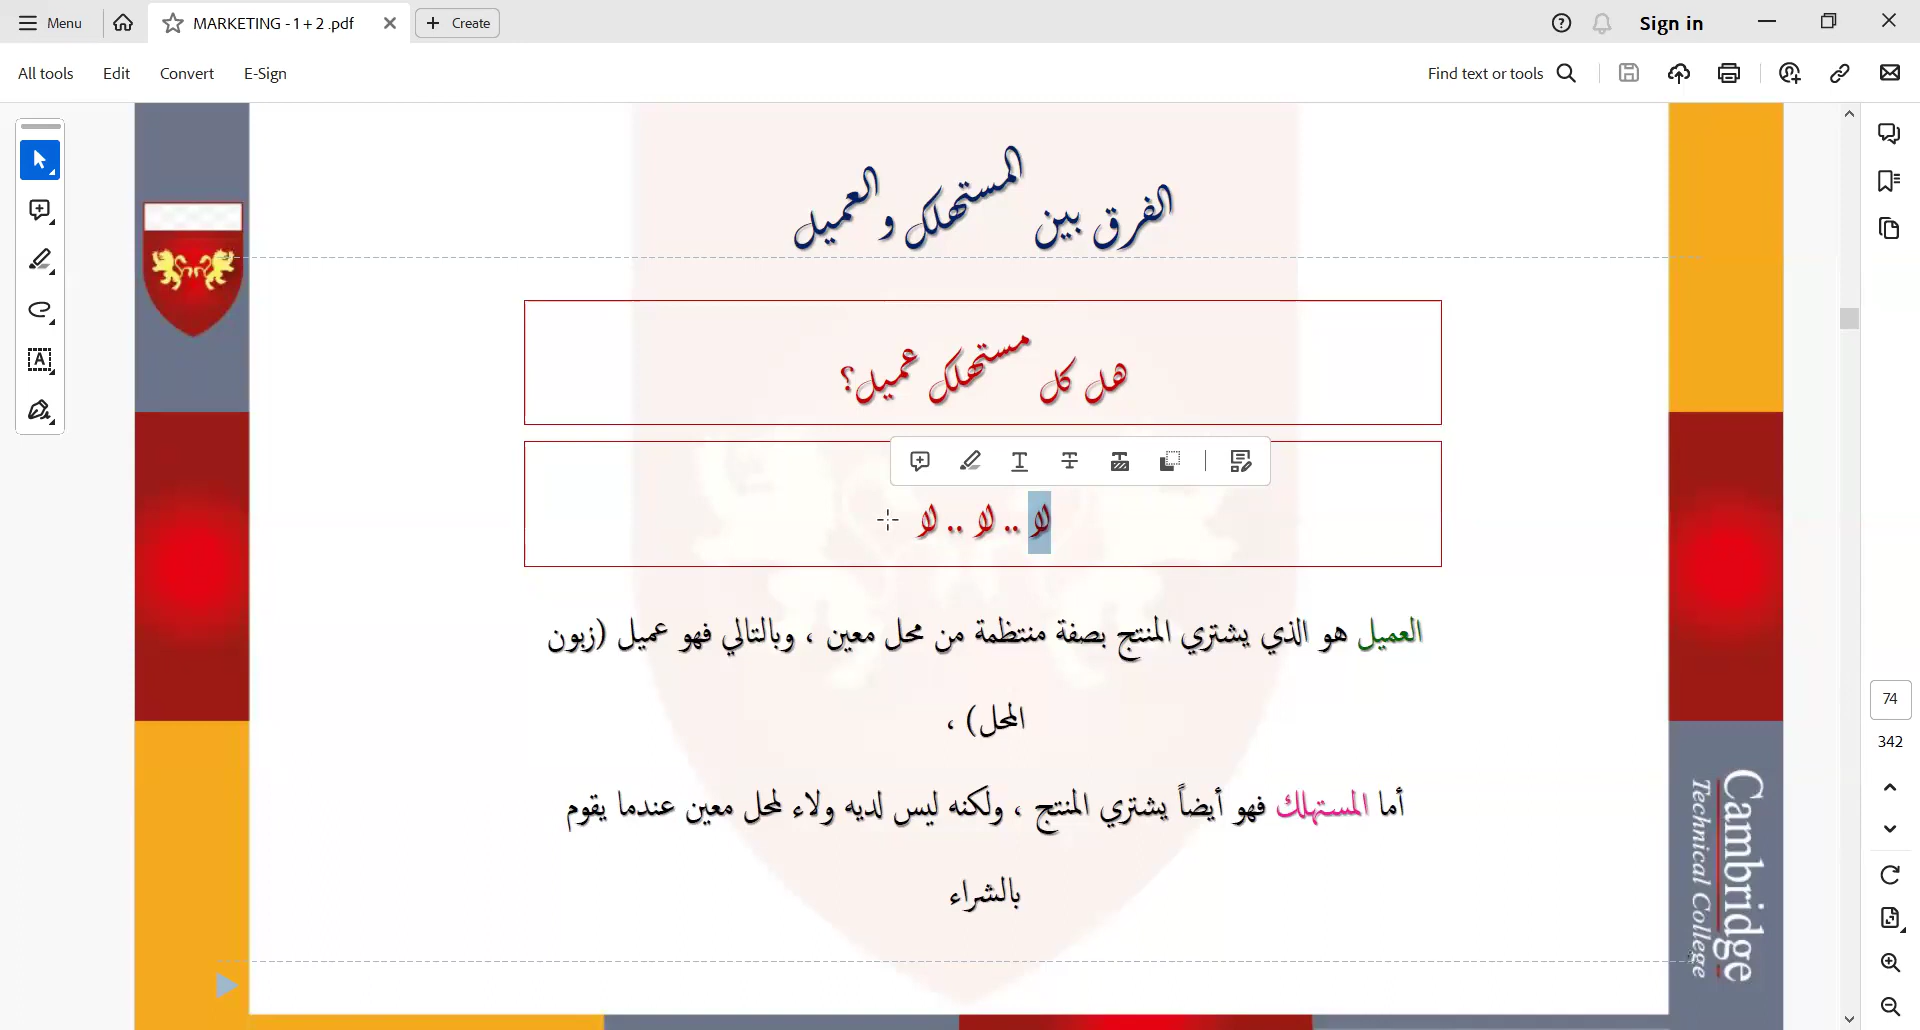 Menu
MARKETING - 1 + 2 .pdf
Create
Sign in
All tools
Edit
Convert
E-Sign
Find text or tools
الفرق بين المستهلك والعميل
هل كل مستهلك عميل؟
لا .. لا .. لا
العميل هو الذي يشتري المنتج بصفة منتظمة من محل معين ، وبالتالي فهو عميل (زبون
المحل) ،
أما المستهلك فهو أيضاً يشتري المنتج ، ولكنه ليس لديه ولاء لمحل معين عندما يقوم
بالشراء
74
342
Cambridge
Technical College